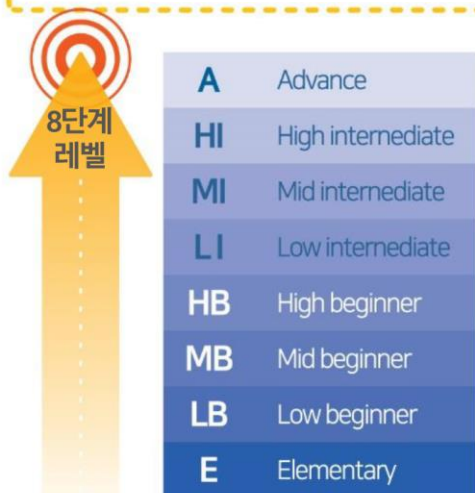 8단계
레벨
A Advance
HI High internediate
MI Mid internediate
LI Low internediate
HB High beginner
MB Mid beginner
LB Low beginner
E Elementary